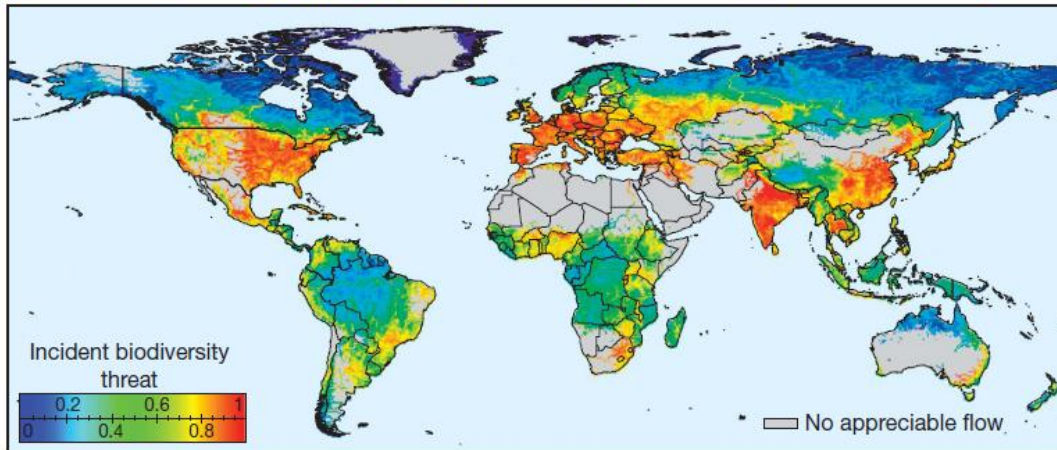 Incident biodiversity
threat
0.2 0.6 1
0 0.4 0.8
No appreciable flow